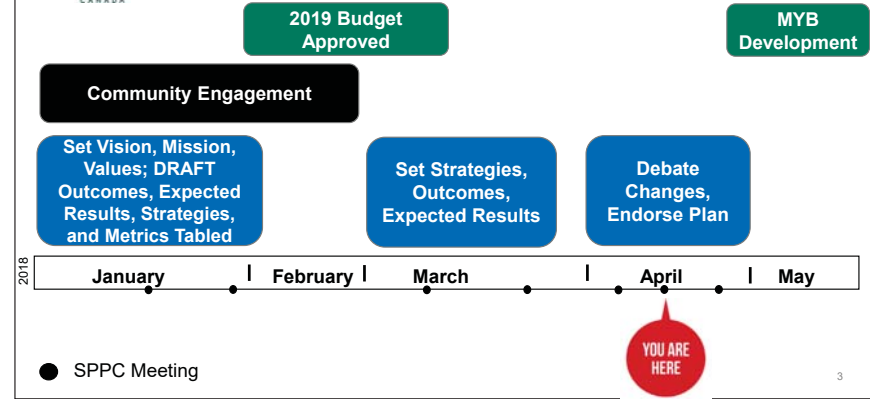 CANADA
2019 Budget
Approved
MYB
Development
Community Engagement
Set Vision, Mission,
Values; DRAFT
Outcomes, Expected
Results, Strategies,
and Metrics Tabled
Set Strategies,
Outcomes,
Expected Results
Debate
Changes,
Endorse Plan
2018
January
February
March
April
May
YOU ARE
HERE
SPPC Meeting
3